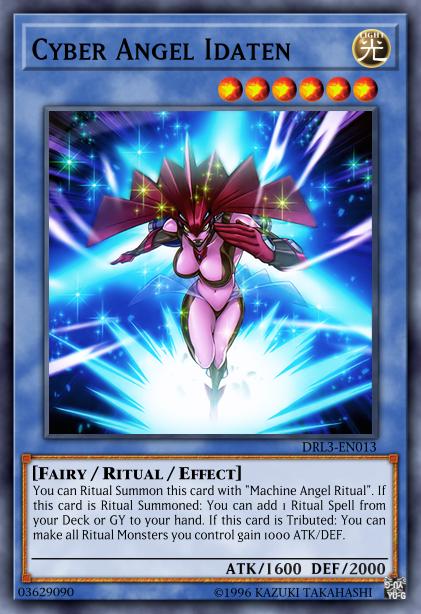 CYBER ANGEL IDATEN
LIGHT
光
DRL3-EN013
[FAIRY / RITUAL / EFFECT]
You can Ritual Summon this card with "Machine Angel Ritual". If
this card is Ritual Summoned: You can add 1 Ritual Spell from
your Deck or GY to your hand. If this card is Tributed: You can
make all Ritual Monsters you control gain 1000 ATK/DEF.
ATK/1600 DEF/2000
03629090
©1996 KAZUKI TAKAHASHI